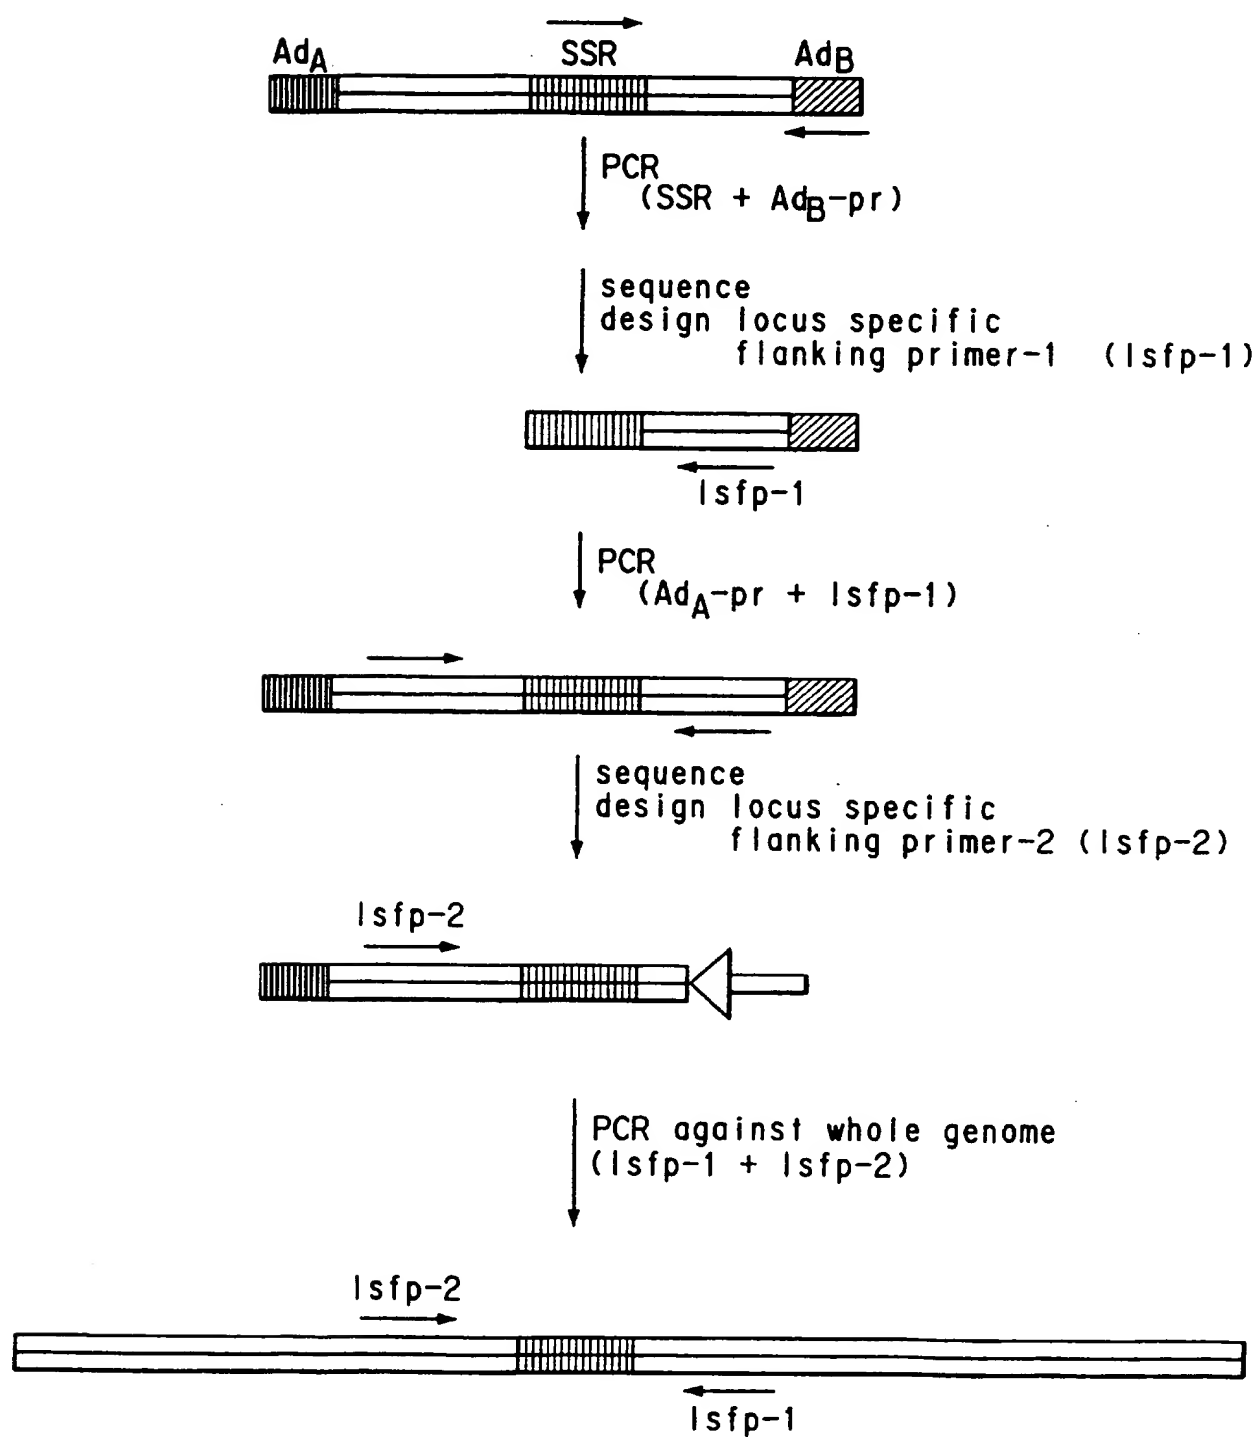 AdA SSR AdB
PCR
(SSR + AdB-pr)
sequence
design locus specific
flanking primer-1 (lsfp-1)
lsfp-1
PCR
(AdA-pr + lsfp-1)
sequence
design locus specific
flanking primer-2 (lsfp-2)
lsfp-2
PCR against whole genome
(lsfp-1 + lsfp-2)
lsfp-2
lsfp-1